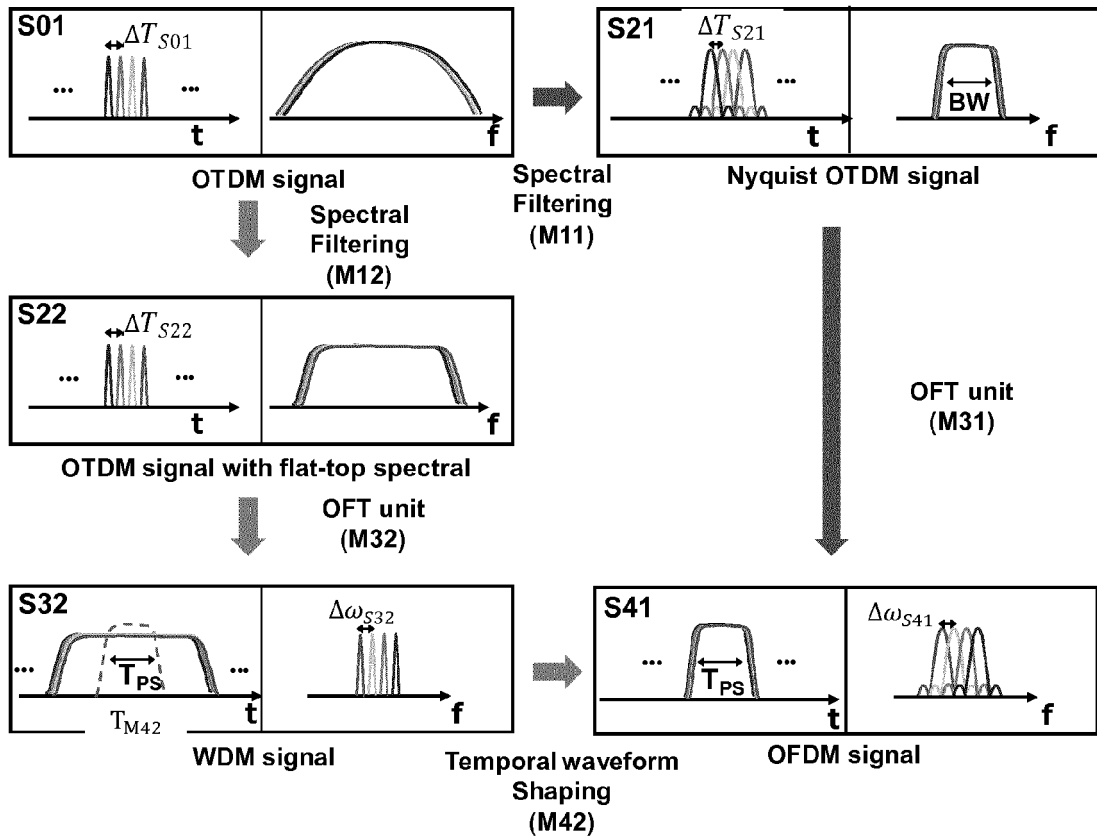 S01
ΔT_S01
... ...
t
f
OTDM signal
Spectral
Filtering
(M11)
S21
ΔT_S21
... ...
t
BW
f
Nyquist OTDM signal
Spectral
Filtering
(M12)
S22
ΔT_S22
... ...
t
f
OTDM signal with flat-top spectral
OFT unit
(M31)
OFT unit
(M32)
S32
... ...
T_PS
T_M42
t
Δω_S32
f
WDM signal
Temporal waveform
Shaping
(M42)
S41
... ...
T_PS
t
Δω_S41
f
OFDM signal